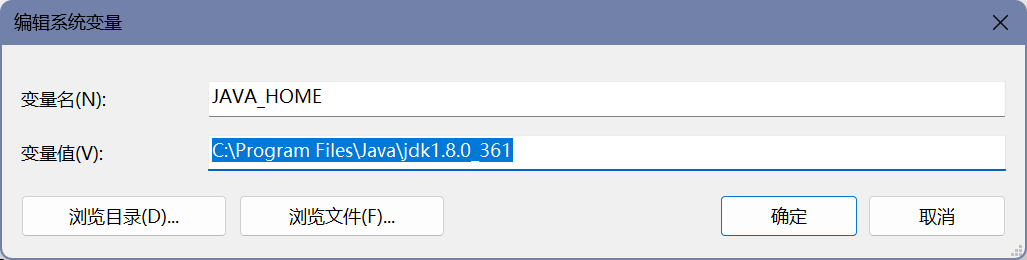 编辑系统变量
变量名(N):
JAVA_HOME
变量值(V):
C:\Program Files\Java\jdk1.8.0_361
浏览目录(D)...
浏览文件(F)...
确定
取消